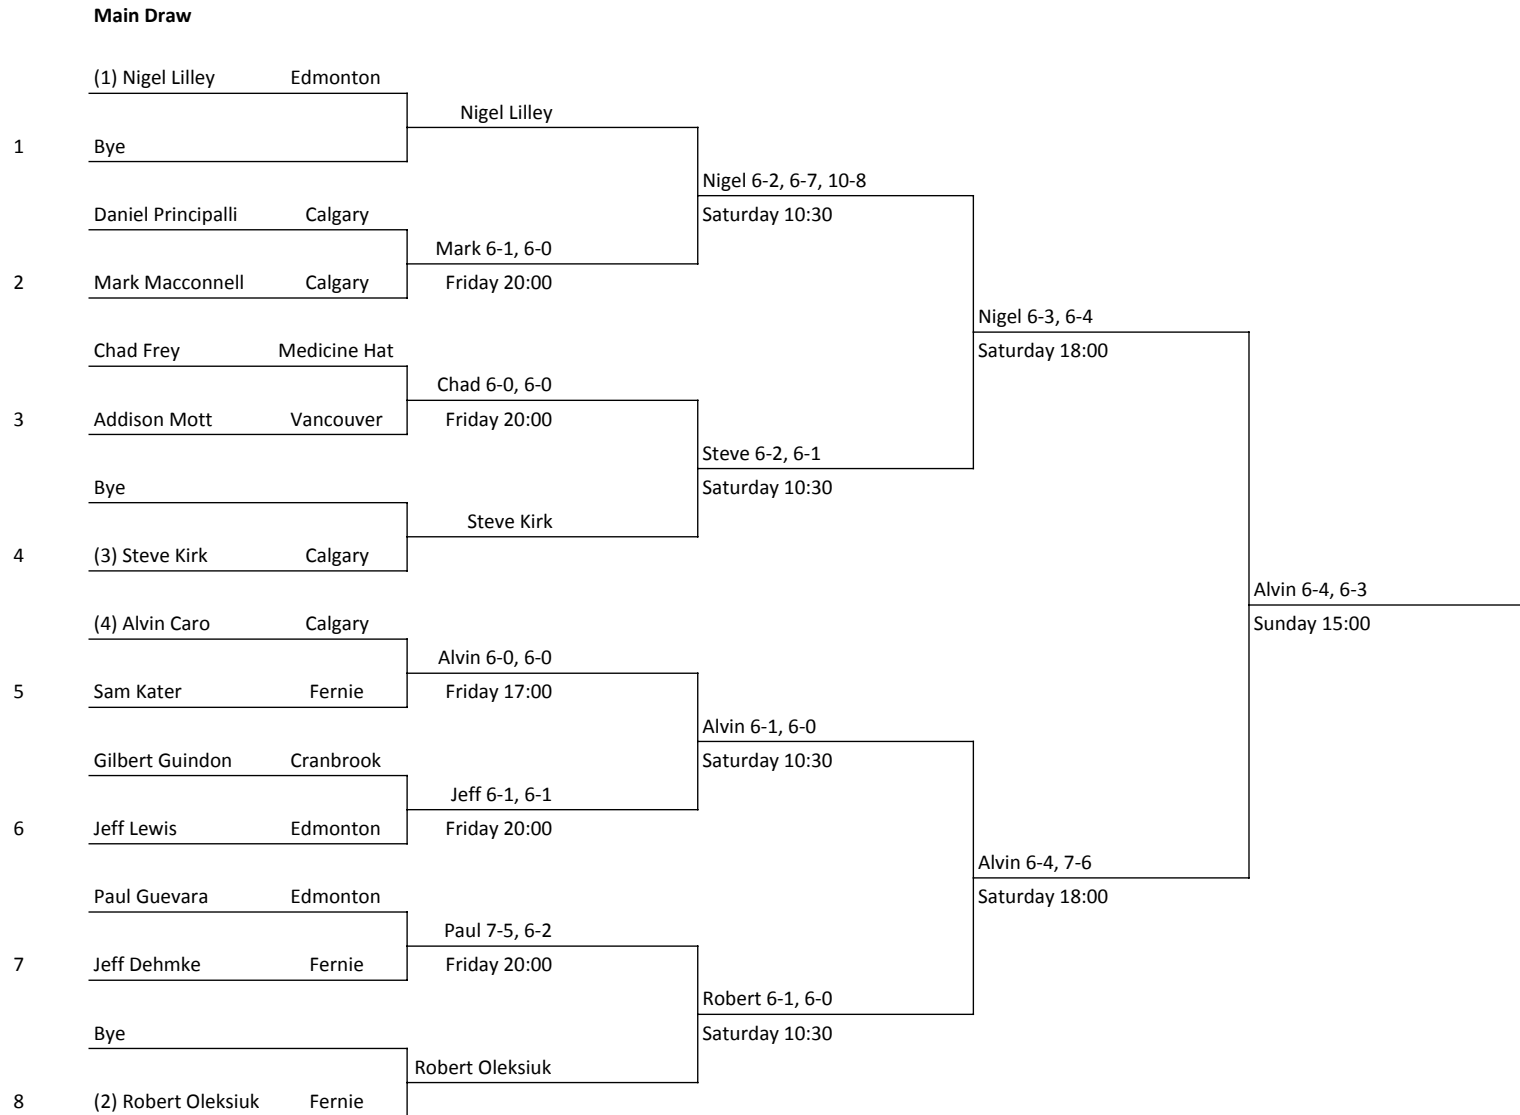 Main Draw
(1) Nigel Lilley Edmonton
Nigel Lilley
1 Bye
Nigel 6-2, 6-7, 10-8
Daniel Principalli Calgary Saturday 10:30
Mark 6-1, 6-0
2 Mark Macconnell Calgary Friday 20:00
Nigel 6-3, 6-4
Chad Frey Medicine Hat Saturday 18:00
Chad 6-0, 6-0
3 Addison Mott Vancouver Friday 20:00
Steve 6-2, 6-1
Bye Saturday 10:30
Steve Kirk
4 (3) Steve Kirk Calgary
Alvin 6-4, 6-3
(4) Alvin Caro Calgary Sunday 15:00
Alvin 6-0, 6-0
5 Sam Kater Fernie Friday 17:00
Alvin 6-1, 6-0
Gilbert Guindon Cranbrook Saturday 10:30
Jeff 6-1, 6-1
6 Jeff Lewis Edmonton Friday 20:00
Alvin 6-4, 7-6
Paul Guevara Edmonton Saturday 18:00
Paul 7-5, 6-2
7 Jeff Dehmke Fernie Friday 20:00
Robert 6-1, 6-0
Bye Saturday 10:30
Robert Oleksiuk
8 (2) Robert Oleksiuk Fernie